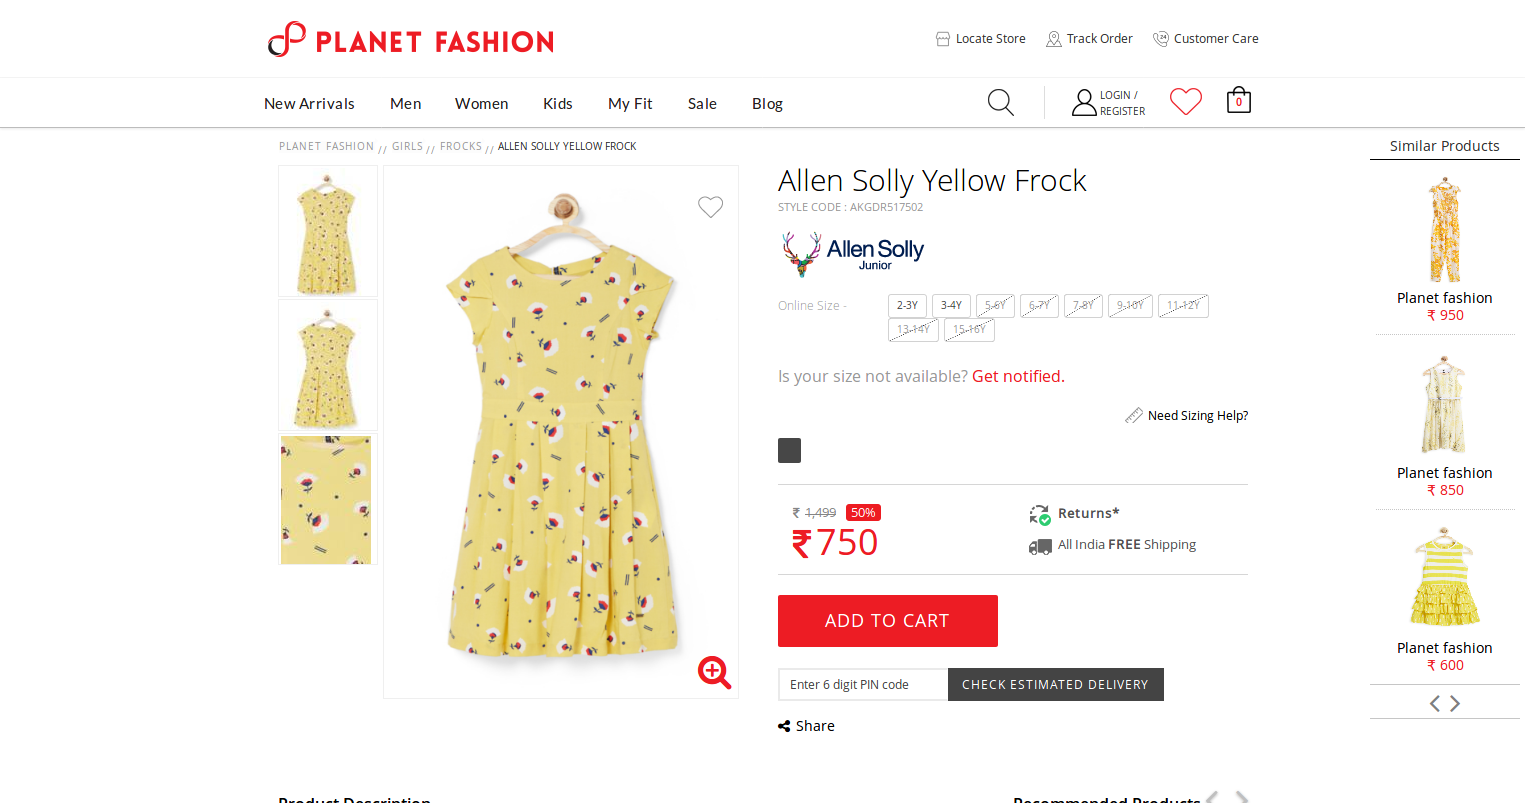 PLANET FASHION
Locate Store
Track Order
24
Customer Care
New Arrivals
Men
Women
Kids
My Fit
Sale
Blog
LOGIN /
REGISTER
0
PLANET FASHION // GIRLS // FROCKS // ALLEN SOLLY YELLOW FROCK
Allen Solly Yellow Frock
STYLE CODE : AKGDR517502
Allen Solly
Junior
Online Size -
2-3Y
3-4Y
5-6Y
6-7Y
7-8Y
9-10Y
11-12Y
13-14Y
15-16Y
Is your size not available? Get notified.
Need Sizing Help?
₹ 1,499
50%
₹ 750
Returns*
All India FREE Shipping
ADD TO CART
Enter 6 digit PIN code
CHECK ESTIMATED DELIVERY
Share
Similar Products
Planet fashion
₹ 950
Planet fashion
₹ 850
Planet fashion
₹ 600
Product Description
Recommended Products